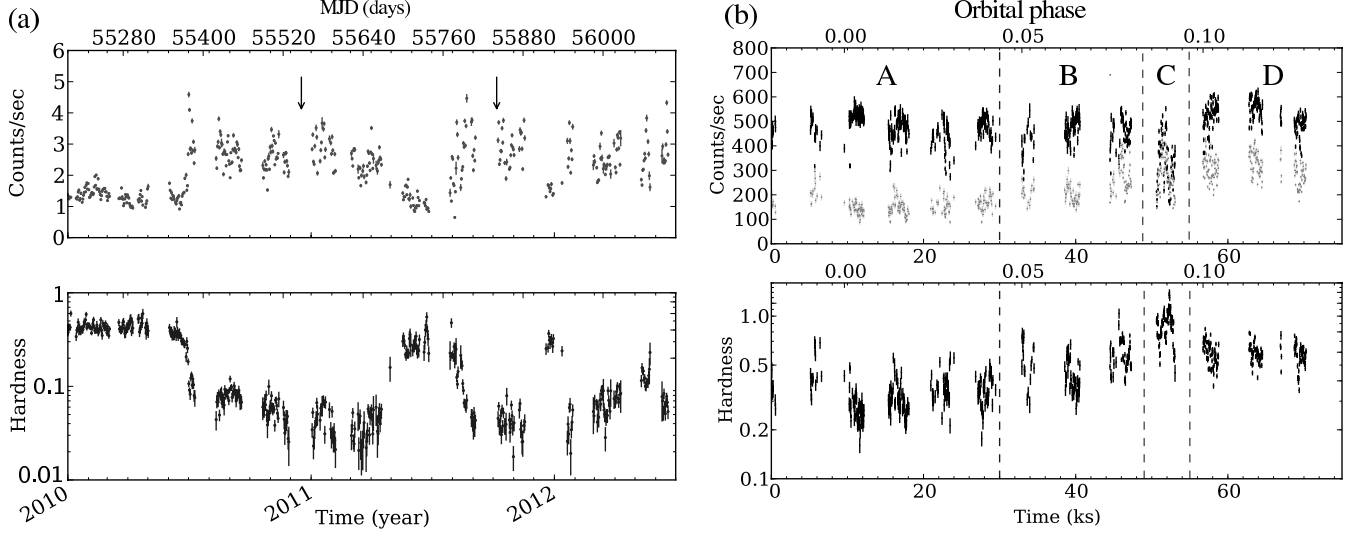 (a)
MJD (days)
55280 55400 55520 55640 55760 55880 56000
6
5
4
3
2
1
0
Counts/sec
1
0.1
0.01
Hardness
2010 2011 2012
Time (year)
(b)
Orbital phase
0.00 0.05 0.10
800
700
600
500
400
300
200
100
0
Counts/sec
A B C D
0 20 40 60
0.00 0.05 0.10
1.0
0.5
0.2
0.1
Hardness
0 20 40 60
Time (ks)